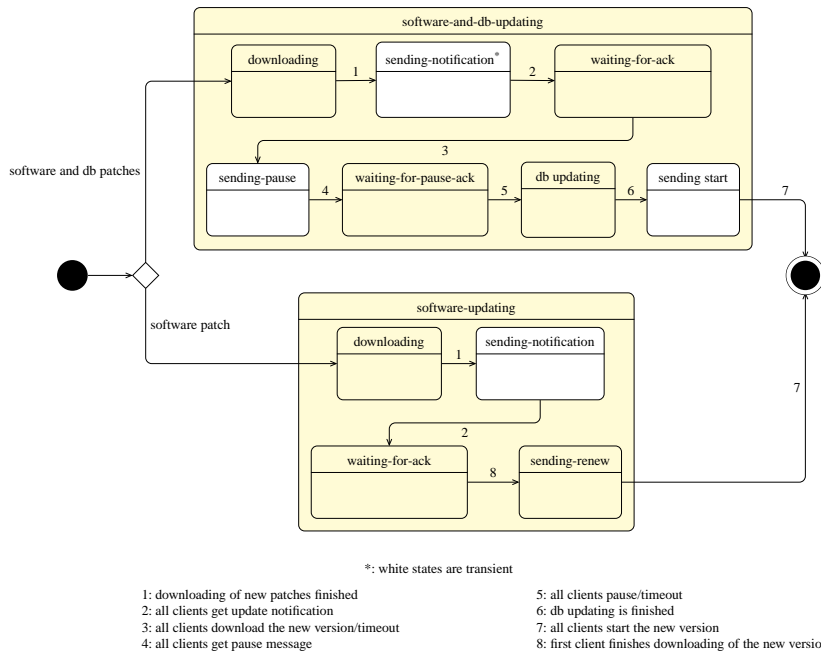 software-and-db-updating
downloading
1
sending-notification*
2
waiting-for-ack
3
software and db patches
sending-pause
4
waiting-for-pause-ack
5
db updating
6
sending start
7
software-updating
software patch
downloading
1
sending-notification
7
2
waiting-for-ack
8
sending-renew
*: white states are transient
1: downloading of new patches finished
2: all clients get update notification
3: all clients download the new version/timeout
4: all clients get pause message
5: all clients pause/timeout
6: db updating is finished
7: all clients start the new version
8: first client finishes downloading of the new versio